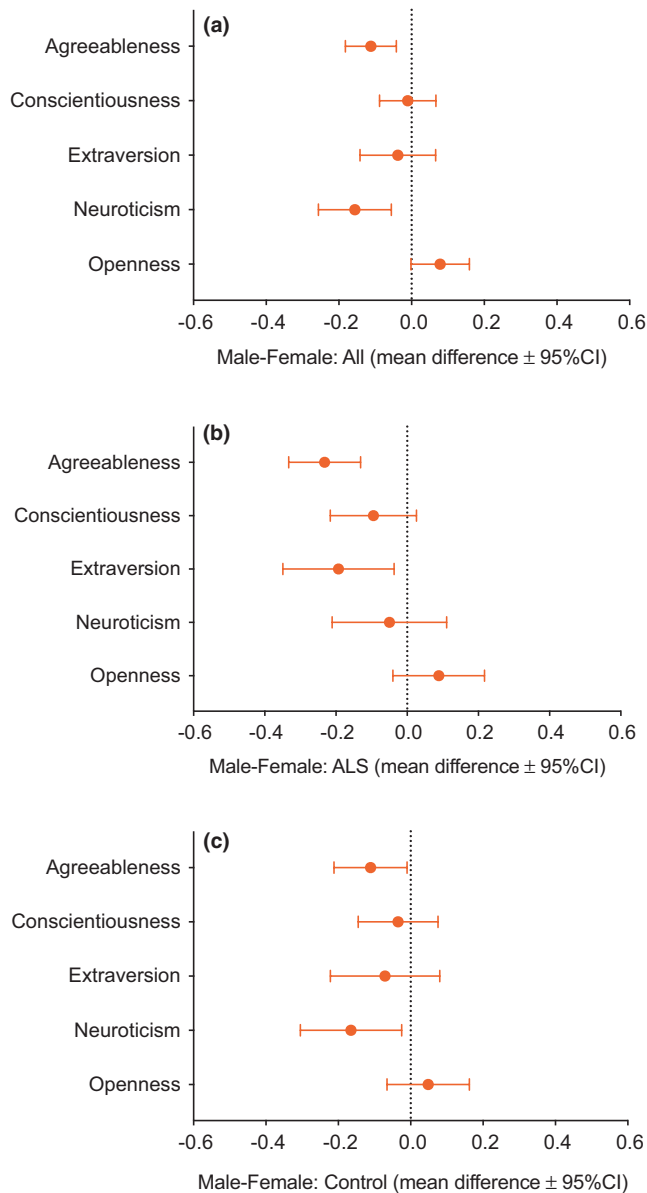 (a)
Agreeableness
Conscientiousness
Extraversion
Neuroticism
Openness
-0.6 -0.4 -0.2 0.0 0.2 0.4 0.6
Male-Female: All (mean difference ± 95%CI)
(b)
Agreeableness
Conscientiousness
Extraversion
Neuroticism
Openness
-0.6 -0.4 -0.2 0.0 0.2 0.4 0.6
Male-Female: ALS (mean difference ± 95%CI)
(c)
Agreeableness
Conscientiousness
Extraversion
Neuroticism
Openness
-0.6 -0.4 -0.2 0.0 0.2 0.4 0.6
Male-Female: Control (mean difference ± 95%CI)